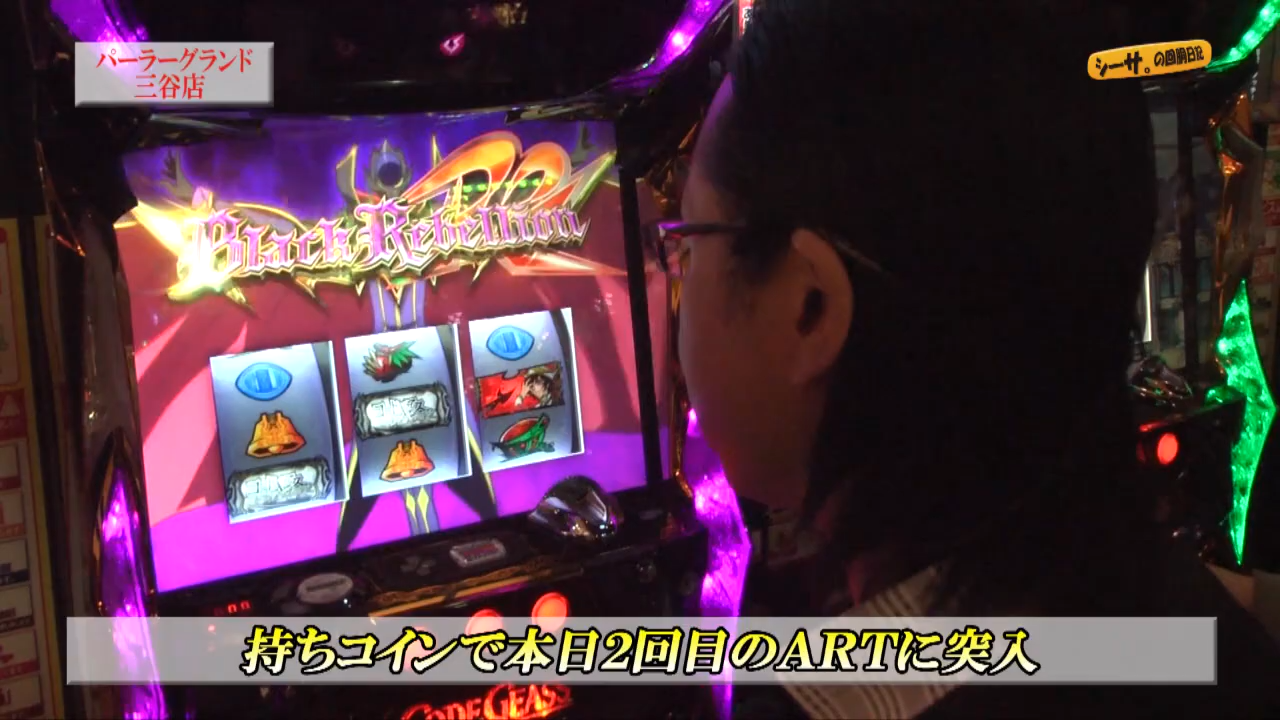 パーラーグランド
三谷店
シーサ。の回胴日記
Black Rebellion
R2
持ちコインで本日2回目のARTに突入
CODE GEASS